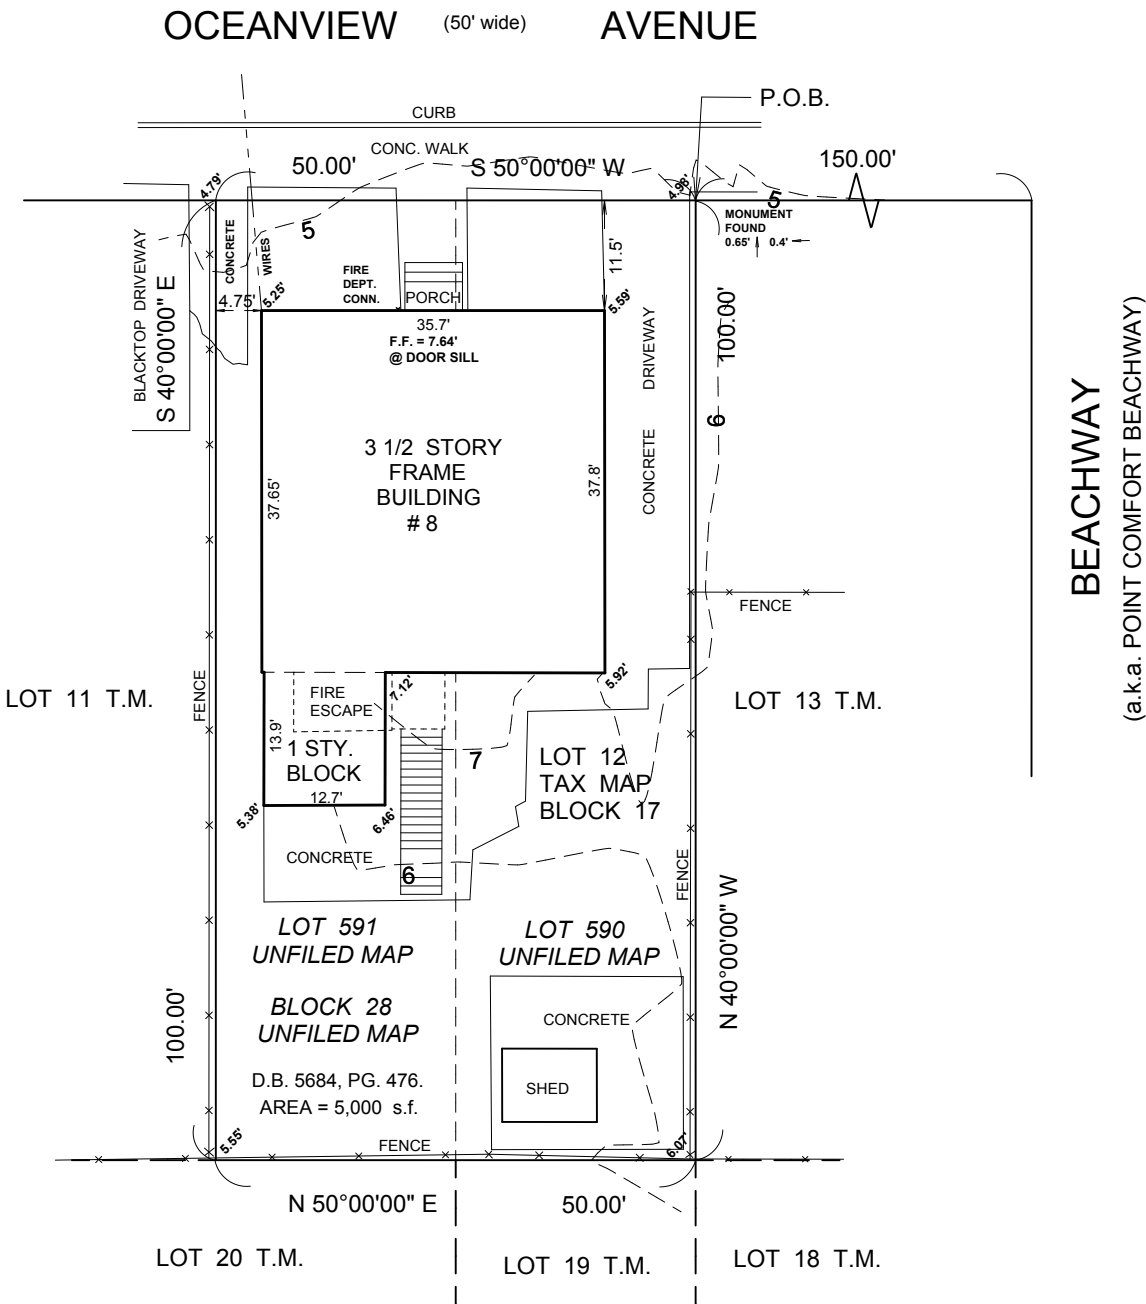 OCEANVIEW (50' wide) AVENUE
P.O.B.
CURB
CONC. WALK
50.00' S 50°00'00" W 150.00'
4.79'
4.98'
5
5
MONUMENT
FOUND
0.65' 0.4'
CONCRETE
WIRES
BLACKTOP DRIVEWAY
S 40°00'00" E
11.5'
FIRE
DEPT.
CONN.
PORCH
4.75'
5.25'
5.59'
35.7'
F.F. = 7.64'
@ DOOR SILL
CONCRETE DRIVEWAY
100.00'
6
BEACHWAY
(a.k.a. POINT COMFORT BEACHWAY)
3 1/2 STORY
FRAME
BUILDING
# 8
37.65'
37.8'
FENCE
FENCE
LOT 11 T.M.
LOT 13 T.M.
FIRE
ESCAPE
7.12'
5.92'
13.9'
1 STY.
BLOCK
12.7'
7
LOT 12
TAX MAP
BLOCK 17
5.38'
6.46'
CONCRETE
6
FENCE
N 40°00'00" W
LOT 591
UNFILED MAP
LOT 590
UNFILED MAP
BLOCK 28
UNFILED MAP
100.00'
CONCRETE
D.B. 5684, PG. 476.
AREA = 5,000 s.f.
SHED
5.55'
FENCE
6.07'
N 50°00'00" E 50.00'
LOT 20 T.M.
LOT 19 T.M.
LOT 18 T.M.